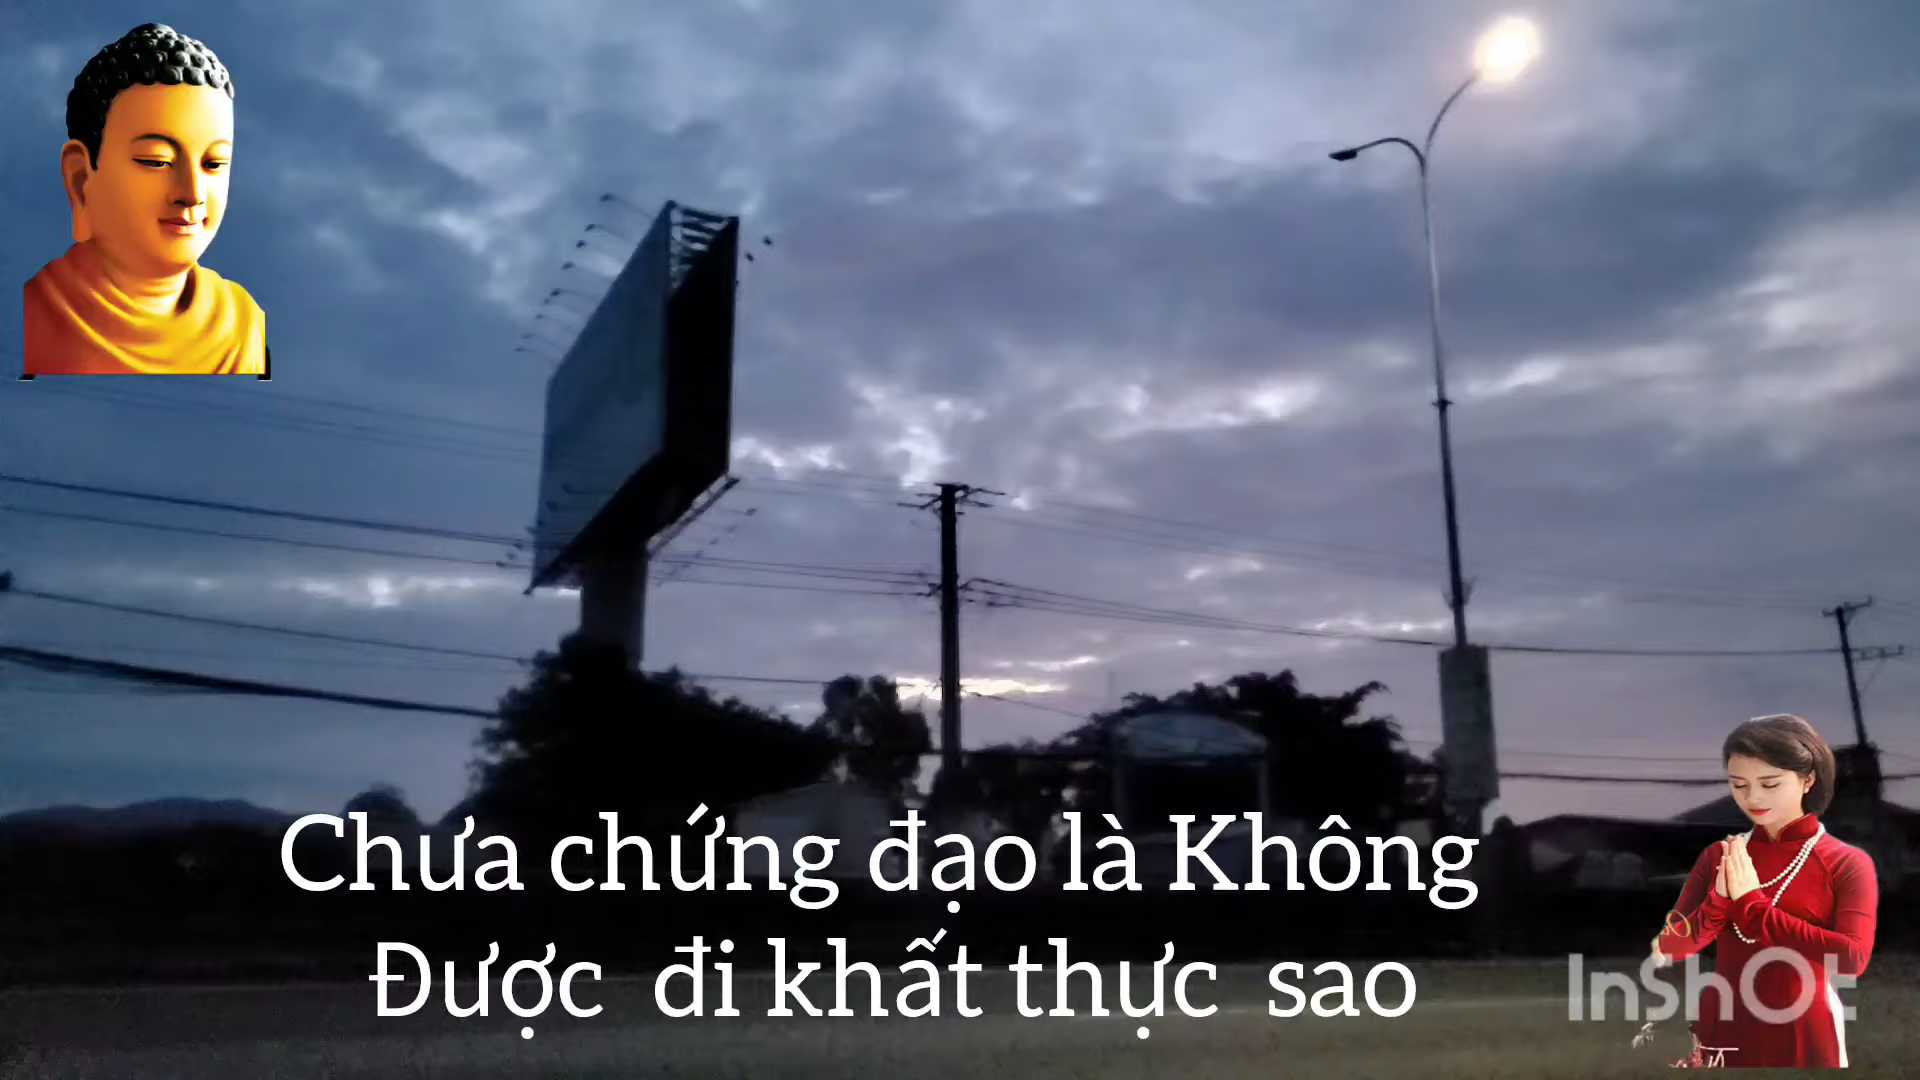 Chưa chứng đạo là Không
Được đi khất thực sao
InShOt